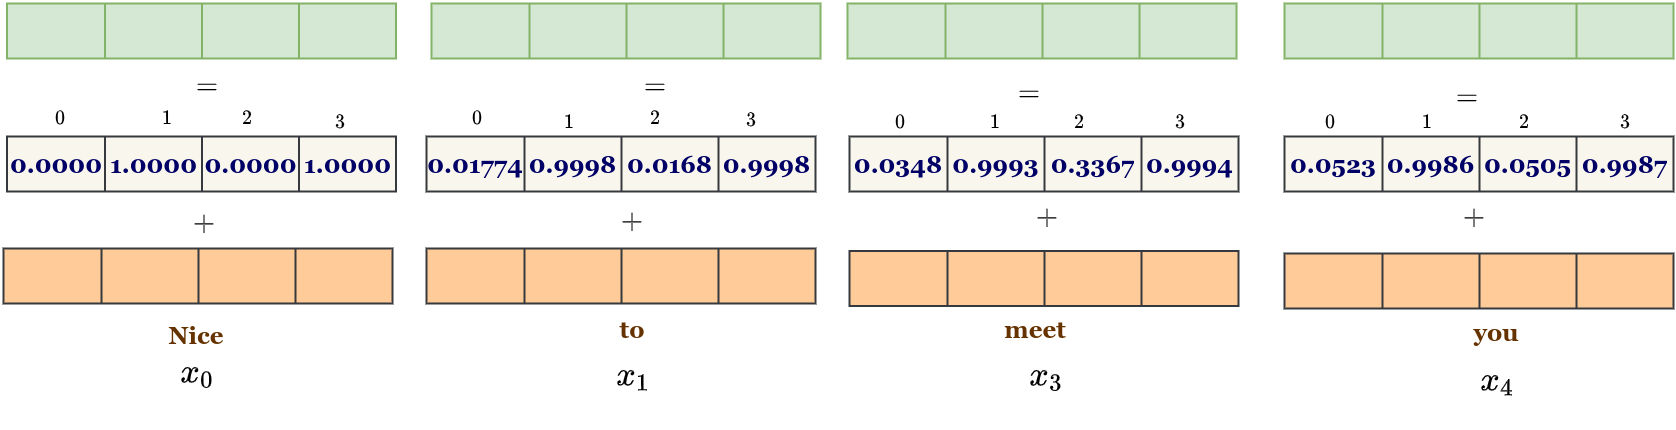 = = = =
0 1 2 3 0 1 2 3 0 1 2 3 0 1 2 3
0.0000 1.0000 0.0000 1.0000 0.01774 0.9998 0.0168 0.9998 0.0348 0.9993 0.3367 0.9994 0.0523 0.9986 0.0505 0.9987
+ + + +
Nice to meet you
x₀ x₁ x₃ x₄